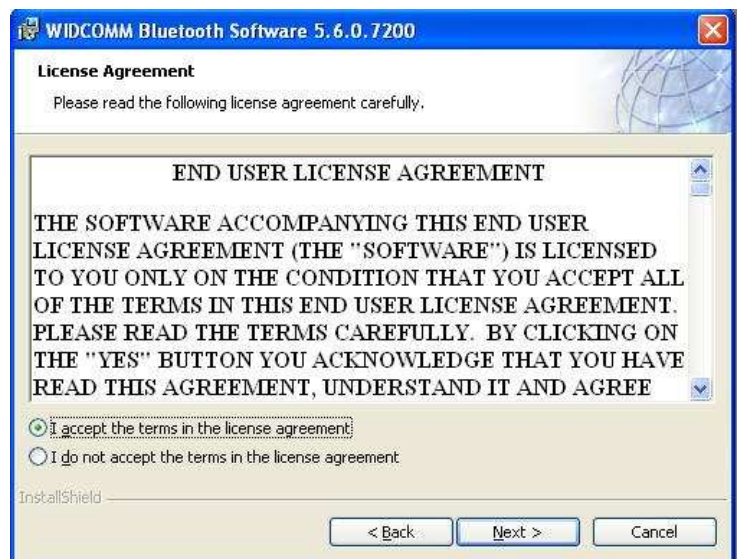 WIDCOMM Bluetooth Software 5.6.0.7200
License Agreement
Please read the following license agreement carefully.
END USER LICENSE AGREEMENT
THE SOFTWARE ACCOMPANYING THIS END USER
LICENSE AGREEMENT (THE "SOFTWARE") IS LICENSED
TO YOU ONLY ON THE CONDITION THAT YOU ACCEPT ALL
OF THE TERMS IN THIS END USER LICENSE AGREEMENT.
PLEASE READ THE TERMS CAREFULLY.  BY CLICKING ON
THE "YES" BUTTON YOU ACKNOWLEDGE THAT YOU HAVE
READ THIS AGREEMENT, UNDERSTAND IT AND AGREE
I accept the terms in the license agreement
I do not accept the terms in the license agreement
InstallShield
< Back Next > Cancel